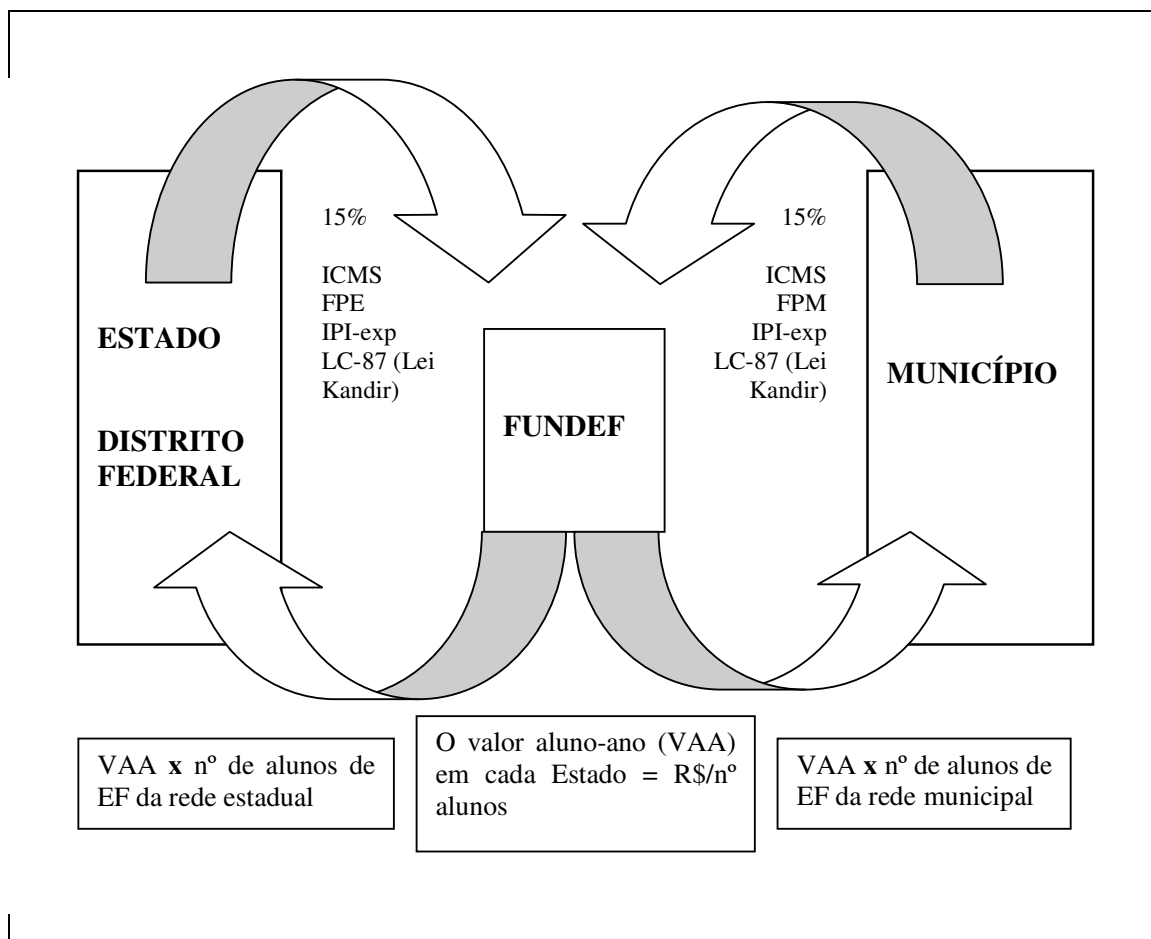 15%
ICMS
FPE
IPI-exp
LC-87 (Lei
Kandir)
15%
ICMS
FPM
IPI-exp
LC-87 (Lei
Kandir)
ESTADO
DISTRITO
FEDERAL
FUNDEF
MUNICÍPIO
VAA x nº de alunos de
EF da rede estadual
O valor aluno-ano (VAA)
em cada Estado = R$/nº
alunos
VAA x nº de alunos de
EF da rede municipal